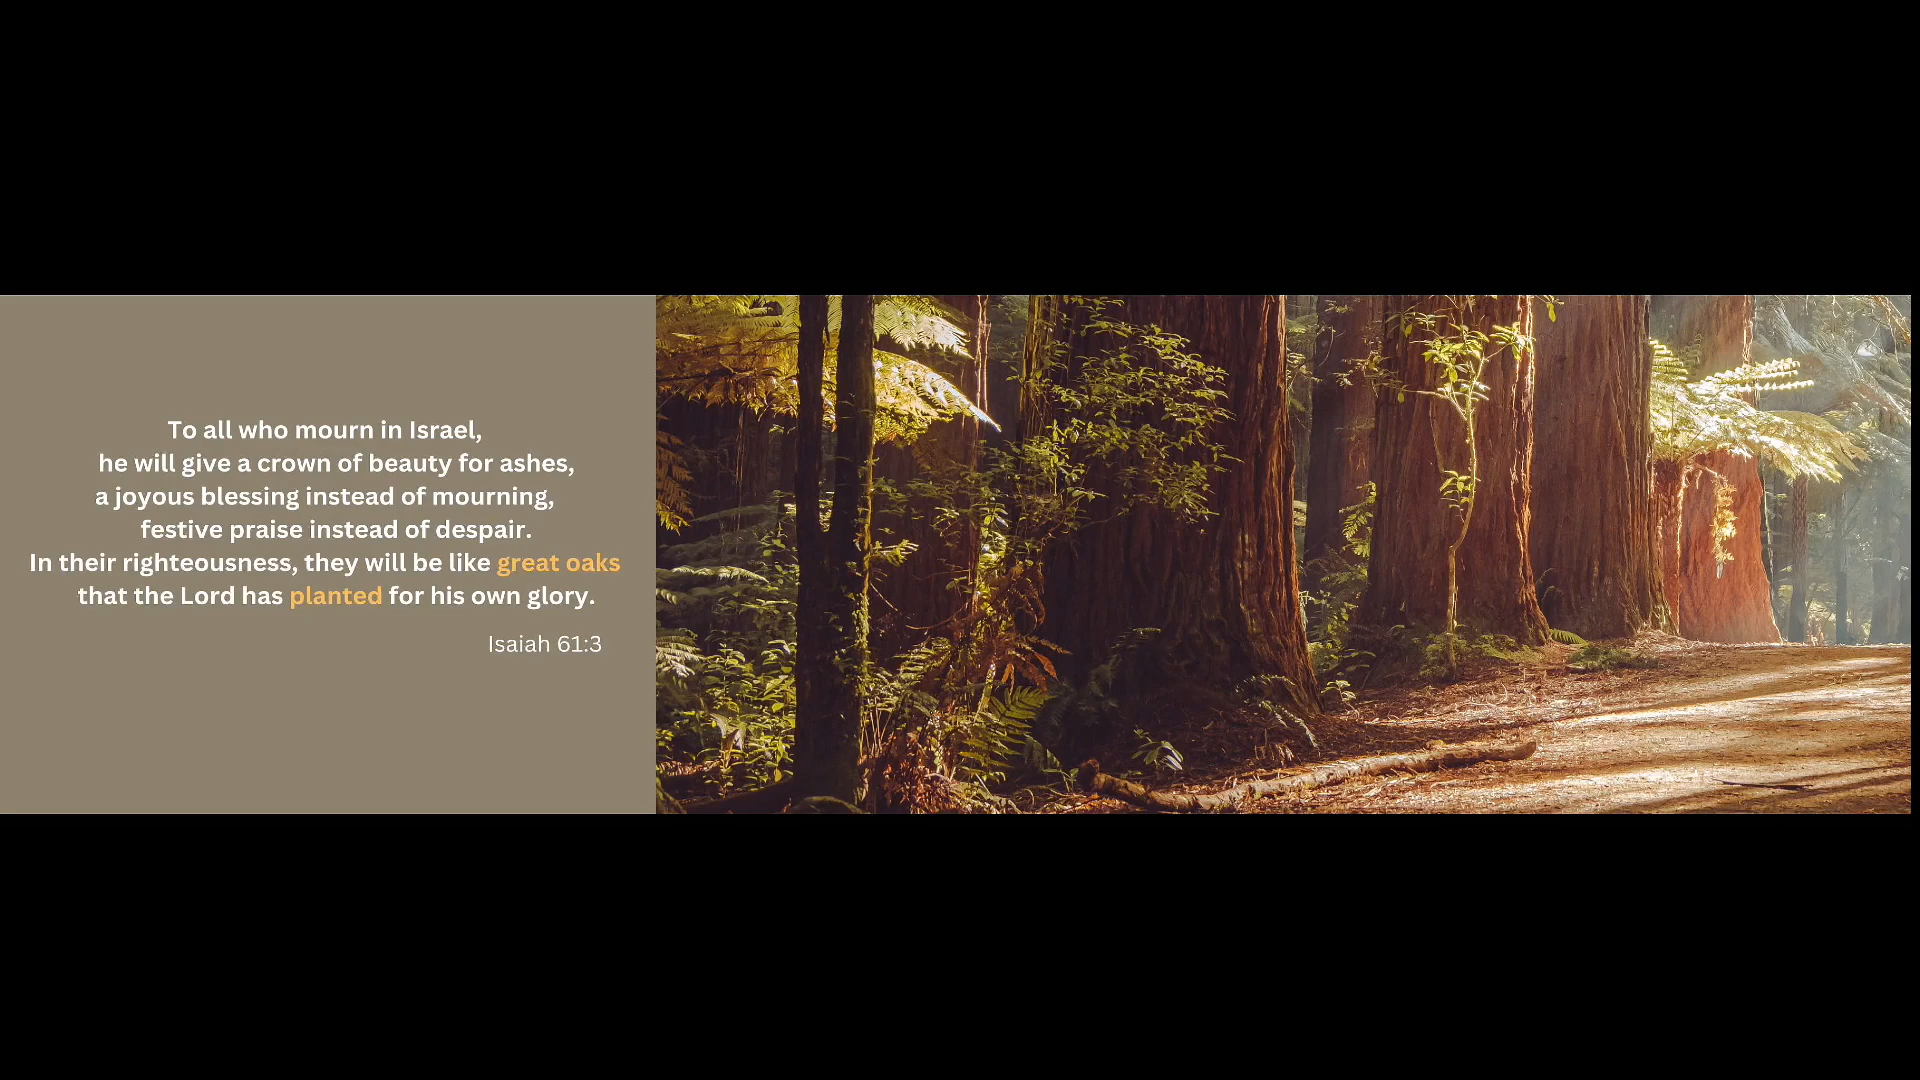 To all who mourn in Israel,
he will give a crown of beauty for ashes,
a joyous blessing instead of mourning,
festive praise instead of despair.
In their righteousness, they will be like great oaks
that the Lord has planted for his own glory.
Isaiah 61:3